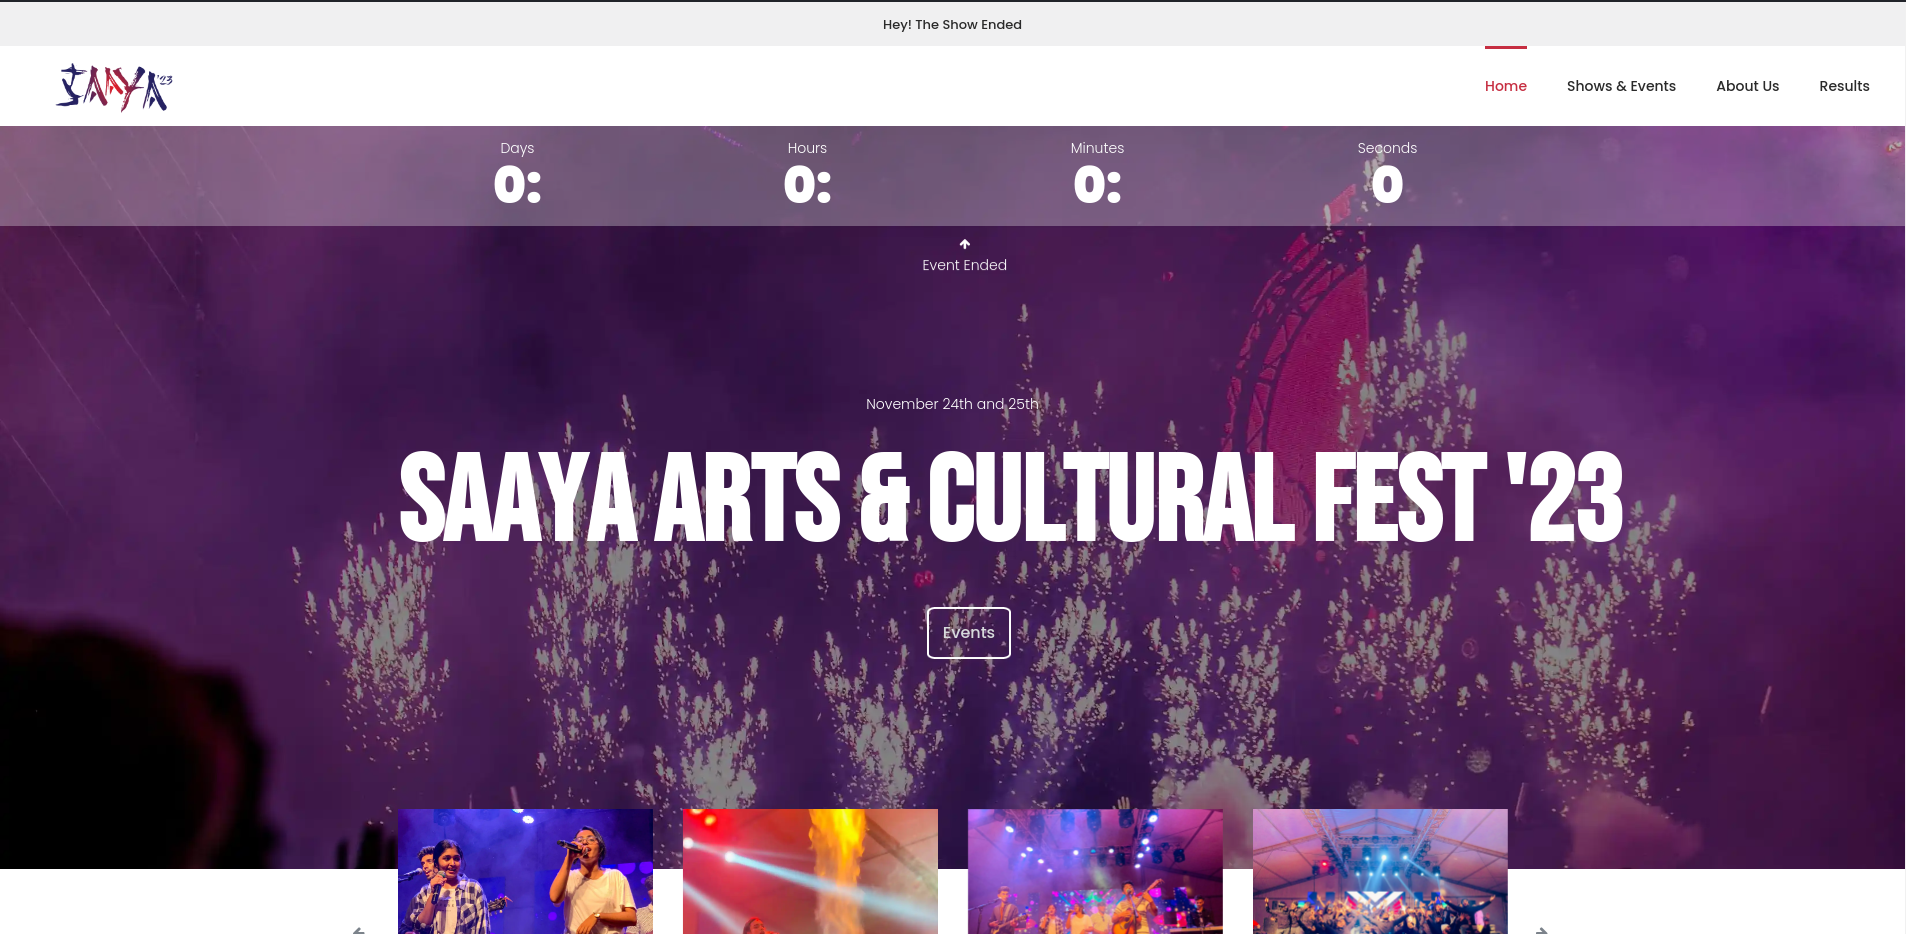 Hey! The Show Ended
SAAYA '23
Home Shows & Events About Us Results
Days Hours Minutes Seconds
0: 0: 0: 0
Event Ended
November 24th and 25th
SAAYA ARTS & CULTURAL FEST '23
Events